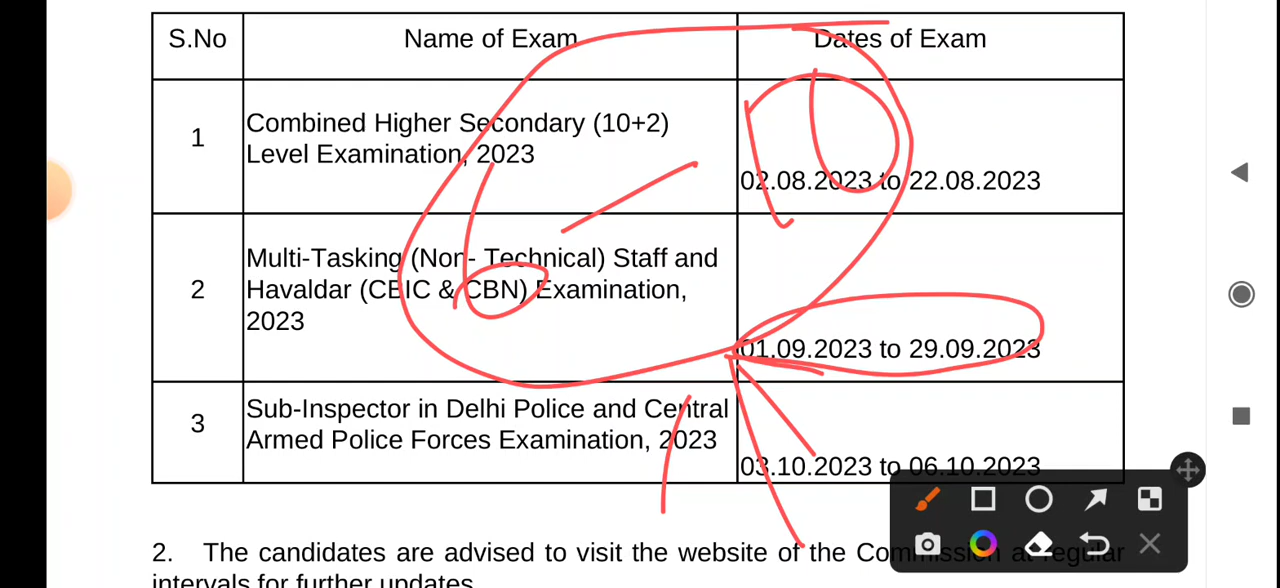 S.No Name of Exam Dates of Exam
1 Combined Higher Secondary (10+2)
Level Examination, 2023
02.08.2023 to 22.08.2023
2 Multi-Tasking (Non- Technical) Staff and
Havaldar (CBIC & CBN) Examination,
2023
01.09.2023 to 29.09.2023
3 Sub-Inspector in Delhi Police and Central
Armed Police Forces Examination, 2023
03.10.2023 to 06.10.2023
2. The candidates are advised to visit the website of the Commission at regular
intervals for further updates.